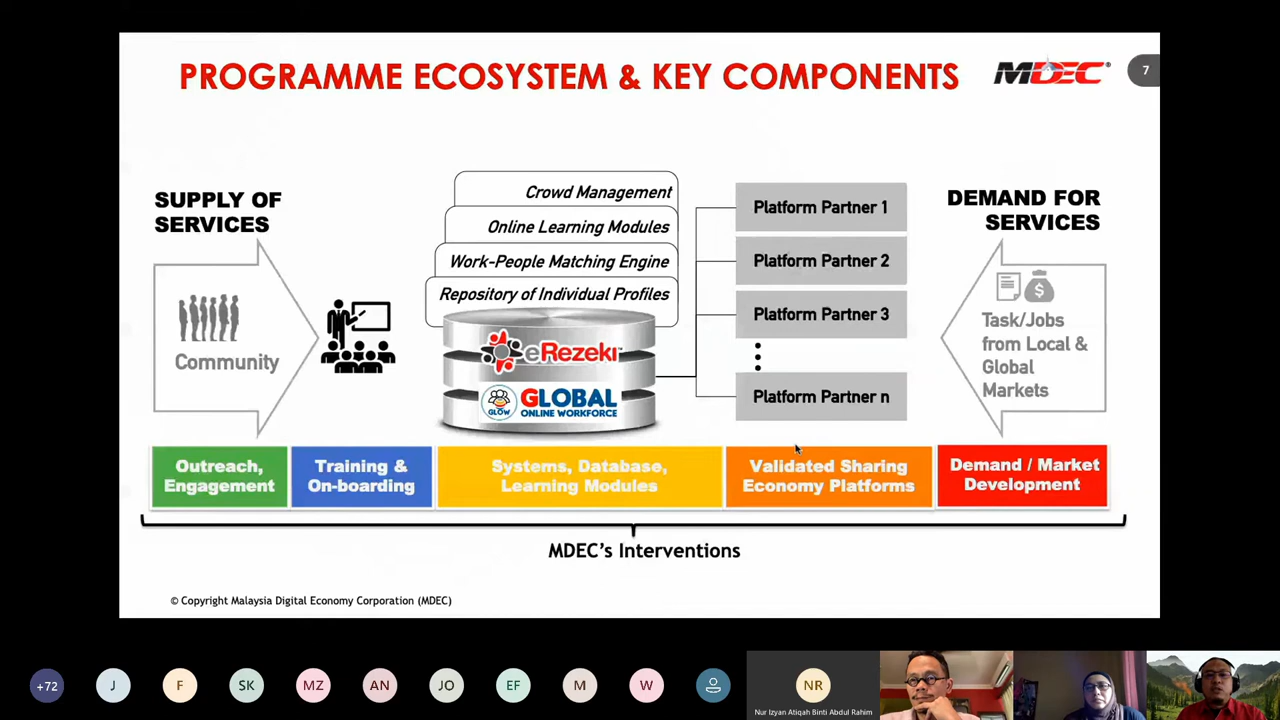 PROGRAMME ECOSYSTEM & KEY COMPONENTS
MDEC®
7
SUPPLY OF
SERVICES
Community
Crowd Management
Online Learning Modules
Work-People Matching Engine
Repository of Individual Profiles
eRezeki™
GLOW
GLOBAL
ONLINE WORKFORCE
Platform Partner 1
Platform Partner 2
Platform Partner 3
Platform Partner n
DEMAND FOR
SERVICES
Task/Jobs
from Local &
Global
Markets
Outreach,
Engagement
Training &
On-boarding
Systems, Database,
Learning Modules
Validated Sharing
Economy Platforms
Demand / Market
Development
MDEC's Interventions
© Copyright Malaysia Digital Economy Corporation (MDEC)
+72
J
F
SK
MZ
AN
JO
EF
M
W
NR
Nur Izyan Atiqah Binti Abdul Rahim